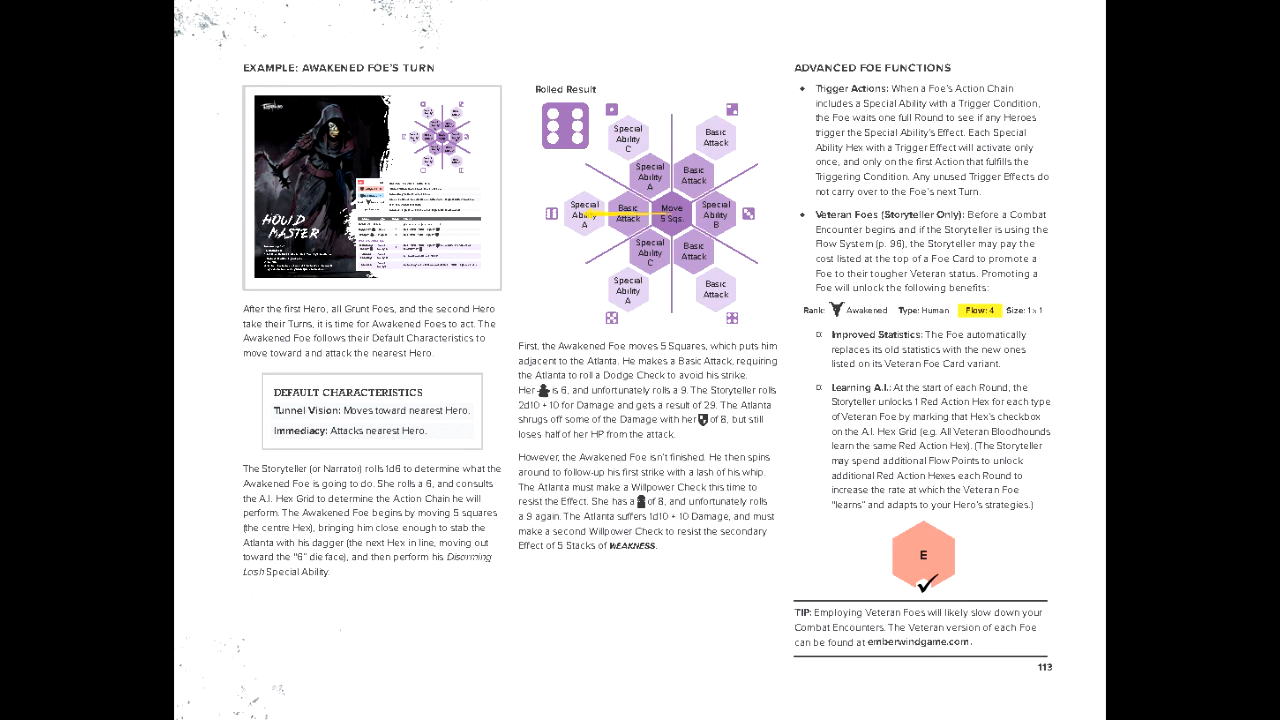 EXAMPLE: AWAKENED FOE'S TURN
HOUND
MASTER
After the first Hero, all Grunt Foes, and the second Hero
take their Turns, it is time for Awakened Foes to act. The
Awakened Foe follows their Default Characteristics to
move toward and attack the nearest Hero.
DEFAULT CHARACTERISTICS
Tunnel Vision: Moves toward nearest Hero.
Immediacy: Attacks nearest Hero.
The Storyteller (or Narrator) rolls 1d6 to determine what the
Awakened Foe is going to do. She rolls a 6, and consults
the A.I. Hex Grid to determine the Action Chain he will
perform. The Awakened Foe begins by moving 5 squares
(the centre Hex), bringing him close enough to stab the
Atlanta with his dagger (the next Hex in line, moving out
toward the "6" die face), and then perform his Disarming
Lash Special Ability.
Rolled Result
Special
Ability
C
Basic
Attack
Special
Ability
A
Basic
Attack
Special
Ability
A
Basic
Attack
Move
5 Sqs.
Special
Ability
B
Special
Ability
C
Basic
Attack
Special
Ability
A
Basic
Attack
First, the Awakened Foe moves 5 Squares, which puts him
adjacent to the Atlanta. He makes a Basic Attack, requiring
the Atlanta to roll a Dodge Check to avoid his strike.
Her is 6, and unfortunately rolls a 9. The Storyteller rolls
2d10 + 10 for Damage and gets a result of 29. The Atlanta
shrugs off some of the Damage with her of 8, but still
loses half of her HP from the attack.
However, the Awakened Foe isn't finished. He then spins
around to follow-up his first strike with a lash of his whip.
The Atlanta must make a Willpower Check this time to
resist the Effect. She has a of 8, and unfortunately rolls
a 9 again. The Atlanta suffers 1d10 + 10 Damage, and must
make a second Willpower Check to resist the secondary
Effect of 5 Stacks of WEAKNESS.
ADVANCED FOE FUNCTIONS
Trigger Actions: When a Foe's Action Chain
includes a Special Ability with a Trigger Condition,
the Foe waits one full Round to see if any Heroes
trigger the Special Ability's Effect. Each Special
Ability Hex with a Trigger Effect will activate only
once, and only on the first Action that fulfills the
Triggering Condition. Any unused Trigger Effects do
not carry over to the Foe's next Turn.
Veteran Foes (Storyteller Only): Before a Combat
Encounter begins and if the Storyteller is using the
Flow System (p. 96), the Storyteller may pay the
cost listed at the top of a Foe Card to promote a
Foe to their tougher Veteran status. Promoting a
Foe will unlock the following benefits:
Rank: Awakened Type: Human Flow: 4 Size: 1 x 1
Improved Statistics: The Foe automatically
replaces its old statistics with the new ones
listed on its Veteran Foe Card variant.
Learning A.I.: At the start of each Round, the
Storyteller unlocks 1 Red Action Hex for each type
of Veteran Foe by marking that Hex's checkbox
on the A.I. Hex Grid (e.g. All Veteran Bloodhounds
learn the same Red Action Hex). (The Storyteller
may spend additional Flow Points to unlock
additional Red Action Hexes each Round to
increase the rate at which the Veteran Foe
"learns" and adapts to your Hero's strategies.)
E
TIP: Employing Veteran Foes will likely slow down your
Combat Encounters. The Veteran version of each Foe
can be found at emberwindgame.com.
113